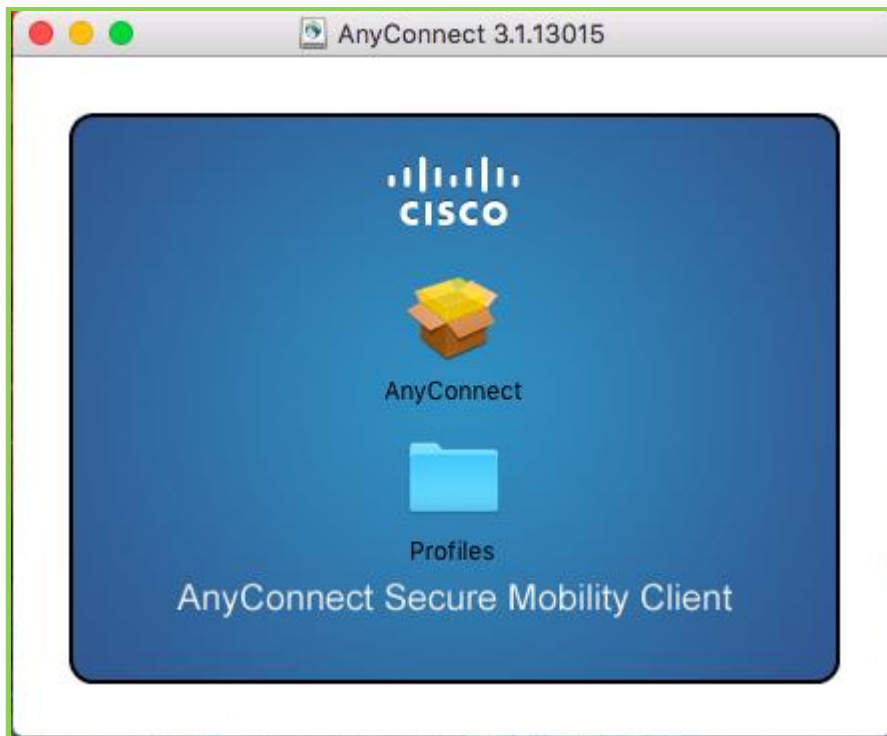 AnyConnect 3.1.13015
CISCO
AnyConnect
Profiles
AnyConnect Secure Mobility Client